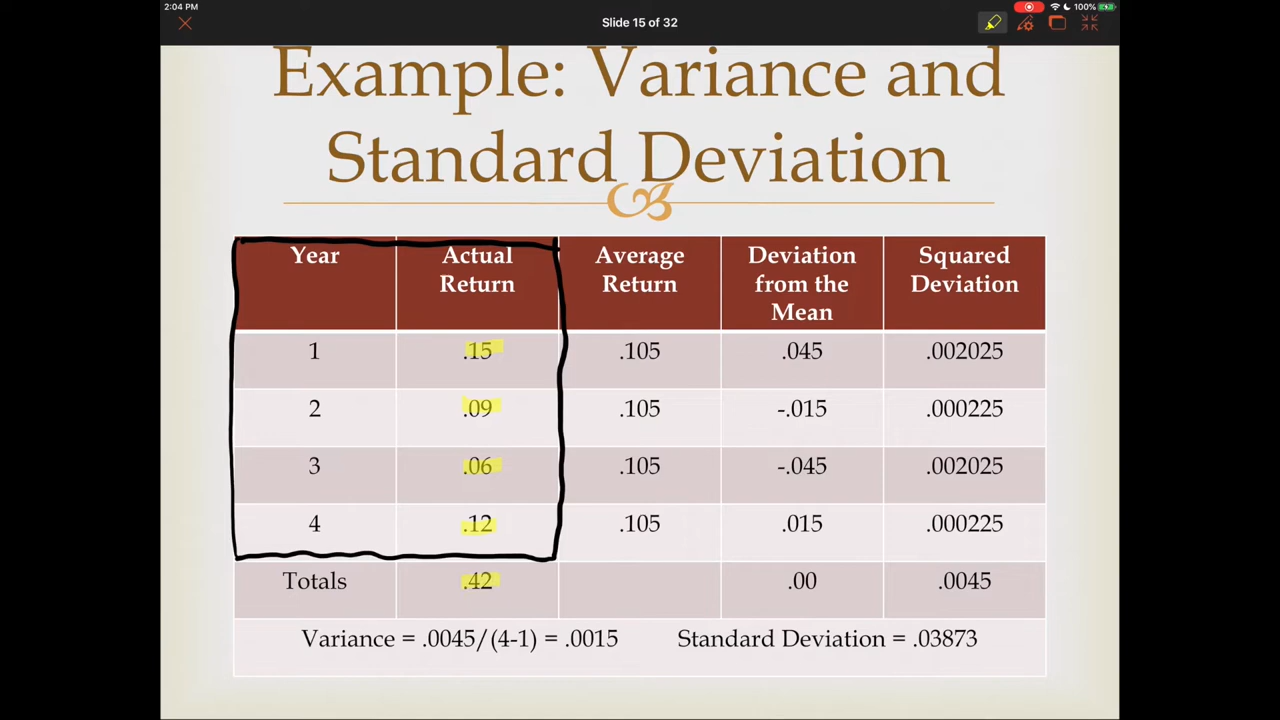 2:04 PM
100%
Slide 15 of 32
Example: Variance and
Standard Deviation
Year Actual Return Average Return Deviation from the Mean Squared Deviation
1 .15 .105 .045 .002025
2 .09 .105 -.015 .000225
3 .06 .105 -.045 .002025
4 .12 .105 .015 .000225
Totals .42 .00 .0045
Variance = .0045/(4-1) = .0015 Standard Deviation = .03873